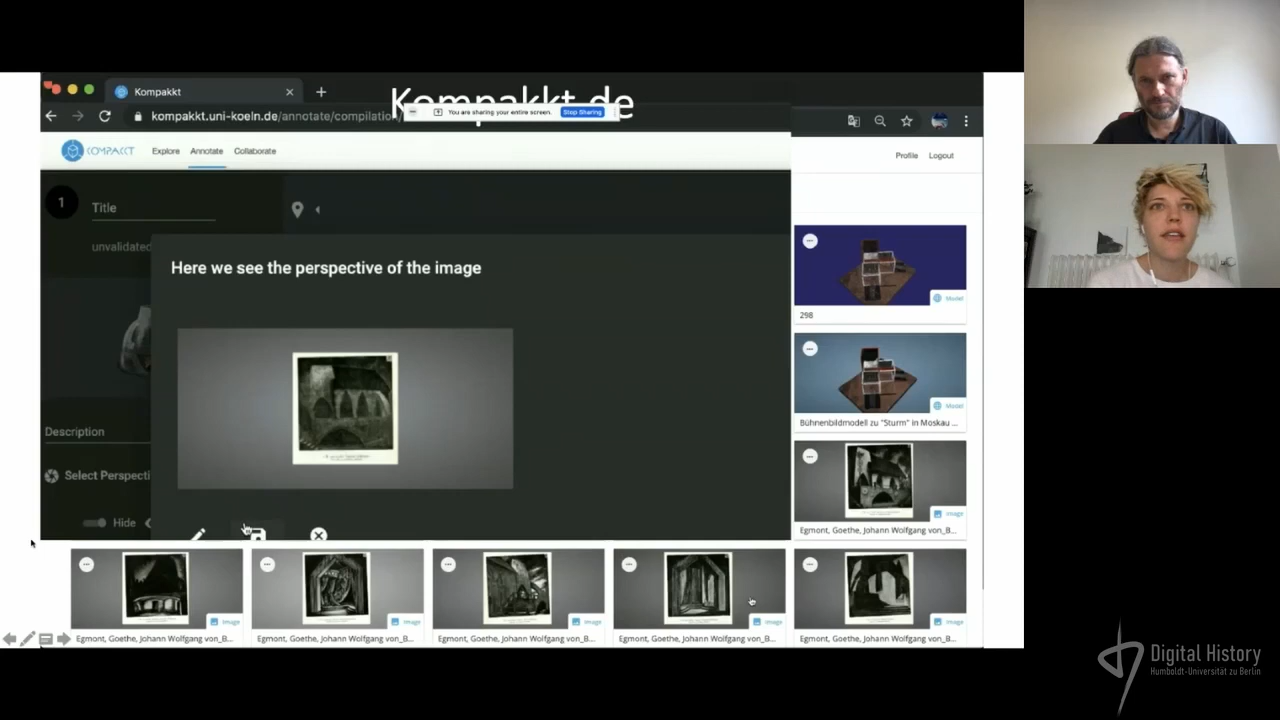 Kompakkt
Kompakkt.de
kompakkt.uni-koeln.de/annotate/compilation/
You are sharing your entire screen.
Stop Sharing
KOMPAKKT
Explore
Annotate
Collaborate
Profile
Logout
1
Title
unvalidated
Here we see the perspective of the image
Description
Select Perspecti
Hide
Model
298
Model
Bühnenbildmodell zu "Sturm" in Moskau ...
Image
Egmont, Goethe, Johann Wolfgang von_B...
Image
Image
Image
Image
Image
Egmont, Goethe, Johann Wolfgang von_B...
Egmont, Goethe, Johann Wolfgang von_B...
Egmont, Goethe, Johann Wolfgang von_B...
Egmont, Goethe, Johann Wolfgang von_B...
Egmont, Goethe, Johann Wolfgang von_B...
Digital History
Humboldt-Universität zu Berlin